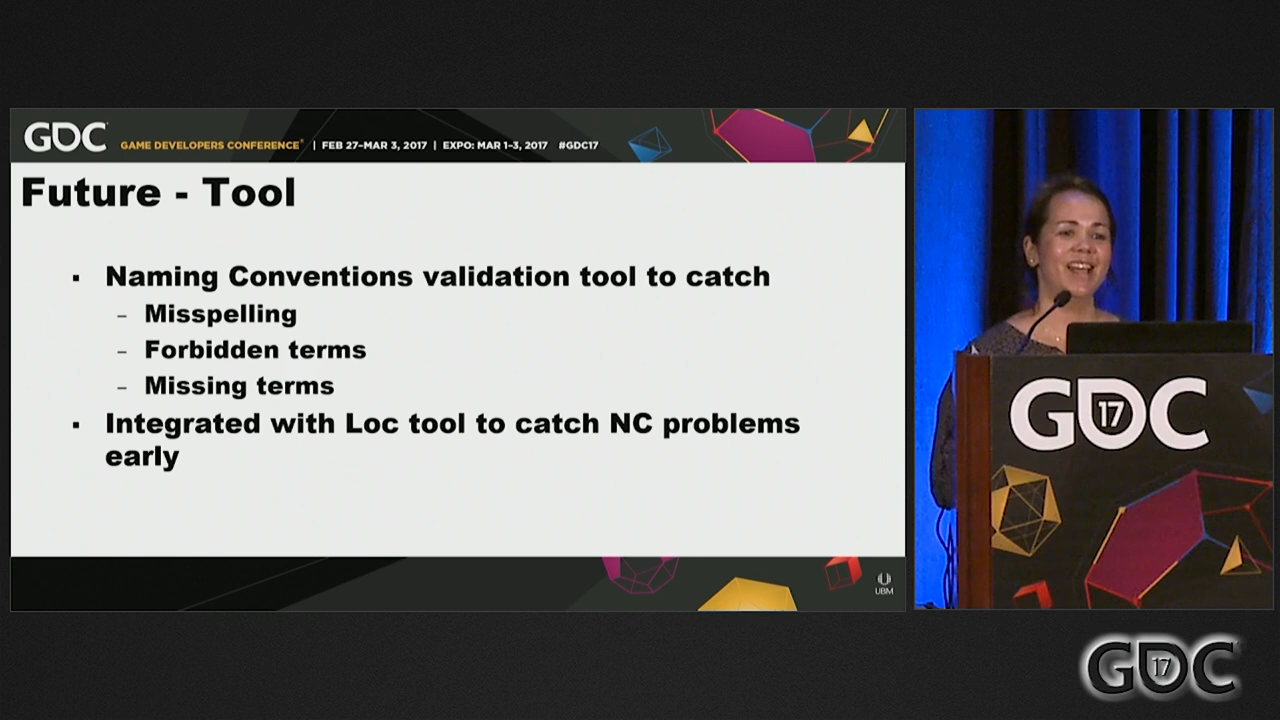 GDC GAME DEVELOPERS CONFERENCE® | FEB 27–MAR 3, 2017 | EXPO: MAR 1–3, 2017 #GDC17
Future - Tool
▪ Naming Conventions validation tool to catch
– Misspelling
– Forbidden terms
– Missing terms
▪ Integrated with Loc tool to catch NC problems
early
UBM
GDC 17
GDC 17